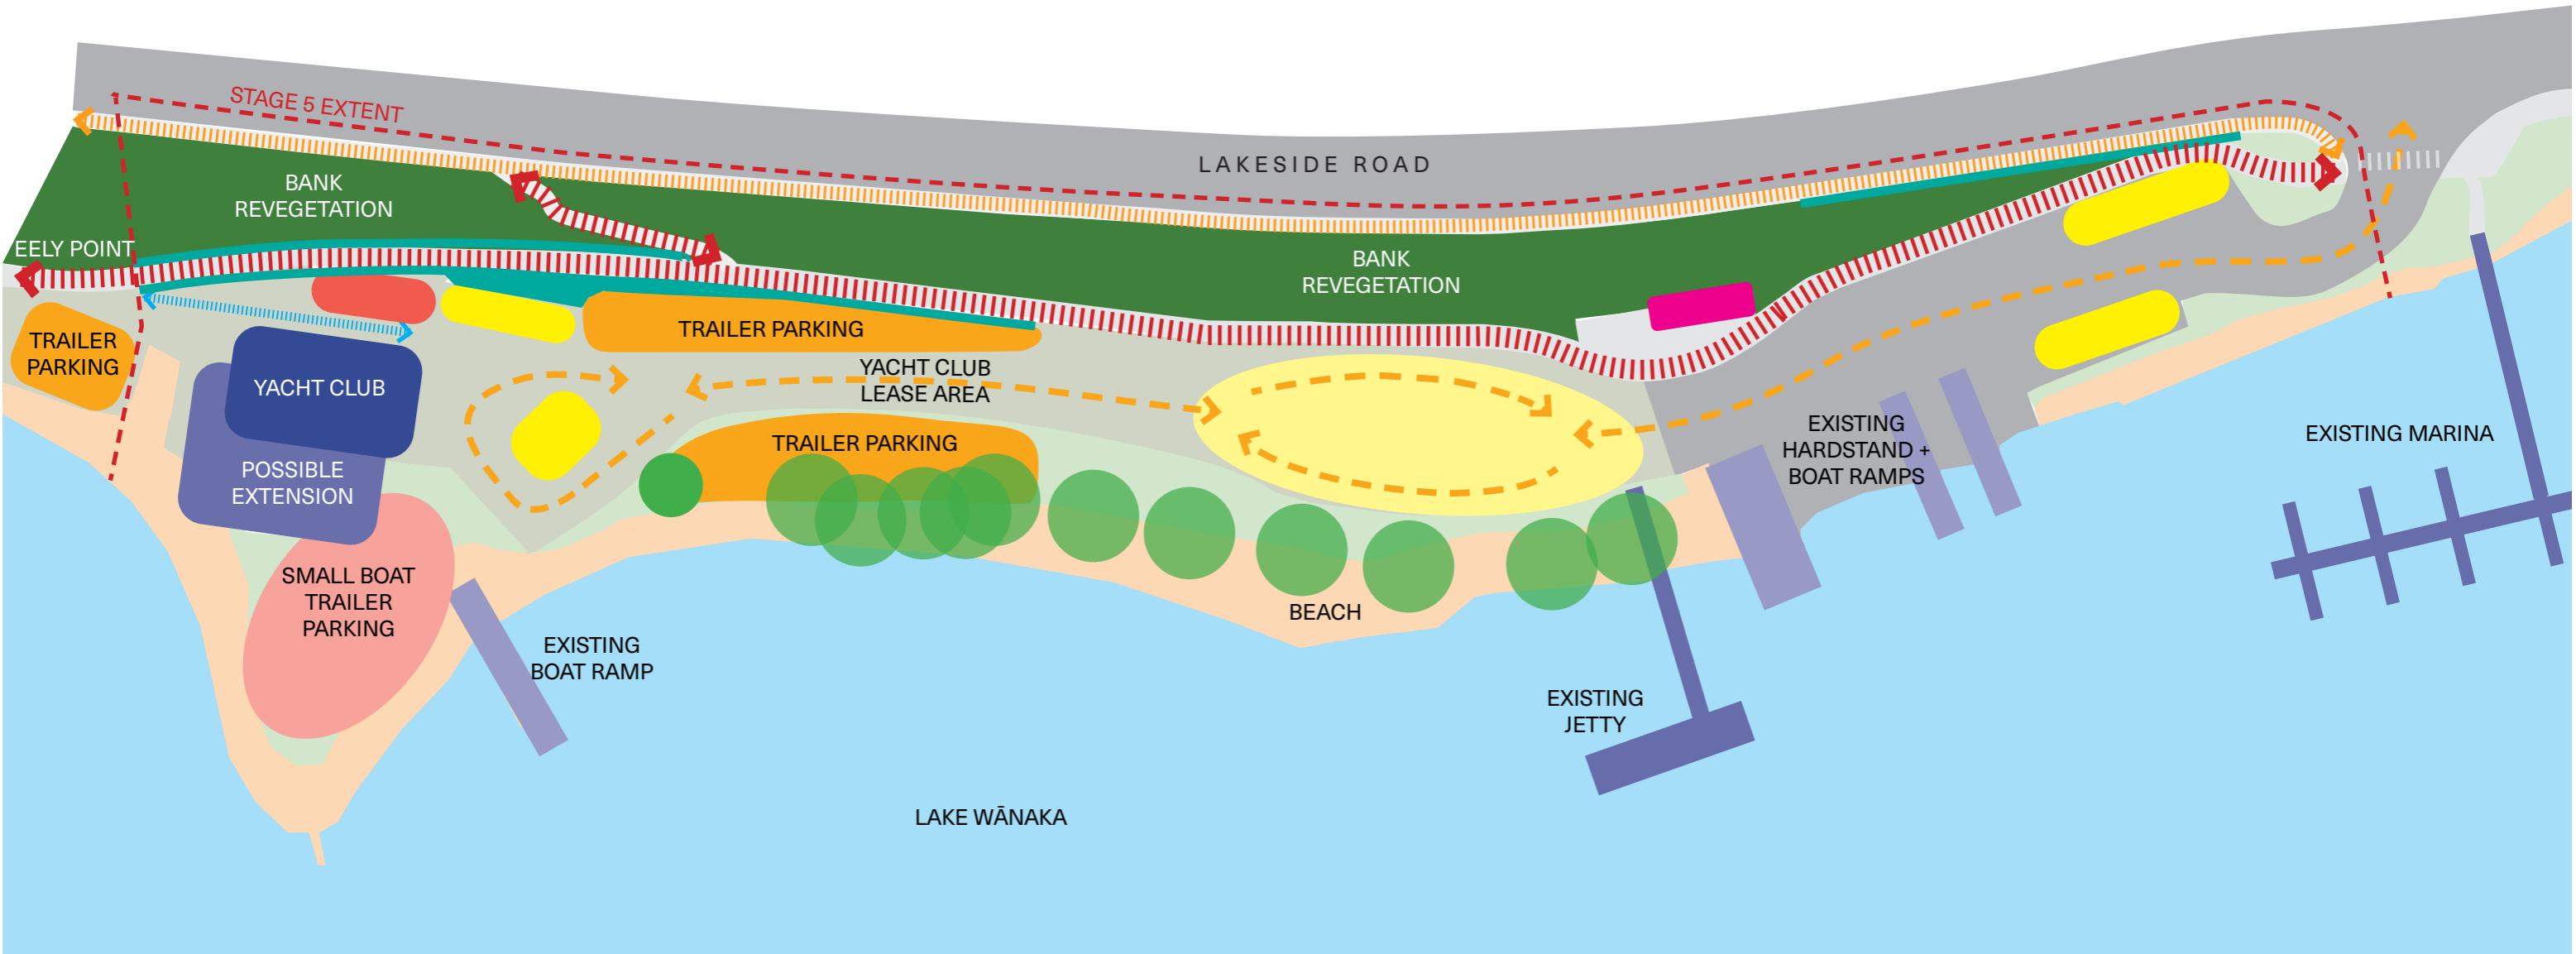 STAGE 5 EXTENT
LAKESIDE ROAD
BANK
REVEGETATION
EELY POINT
BANK
REVEGETATION
TRAILER
PARKING
TRAILER PARKING
YACHT CLUB
YACHT CLUB
LEASE AREA
TRAILER PARKING
POSSIBLE
EXTENSION
EXISTING
HARDSTAND +
BOAT RAMPS
EXISTING MARINA
SMALL BOAT
TRAILER
PARKING
BEACH
EXISTING
BOAT RAMP
EXISTING
JETTY
LAKE WĀNAKA